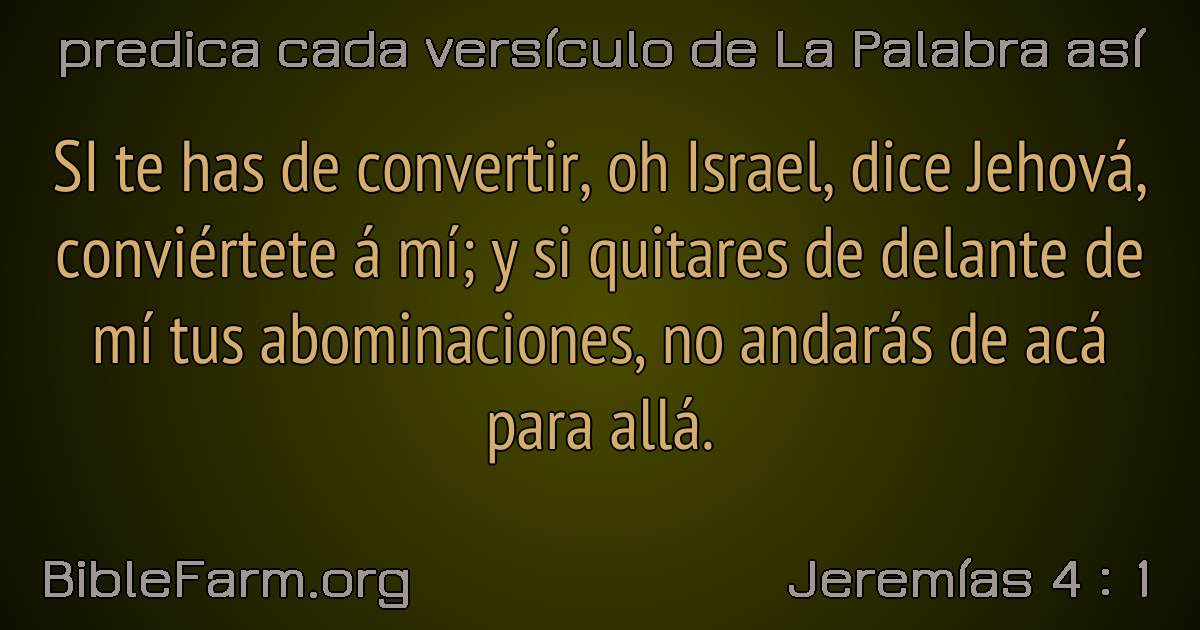 predica cada versículo de La Palabra así
SI te has de convertir, oh Israel, dice Jehová,
conviértete á mí; y si quitares de delante de
mí tus abominaciones, no andarás de acá
para allá.
BibleFarm.org
Jeremías 4 : 1